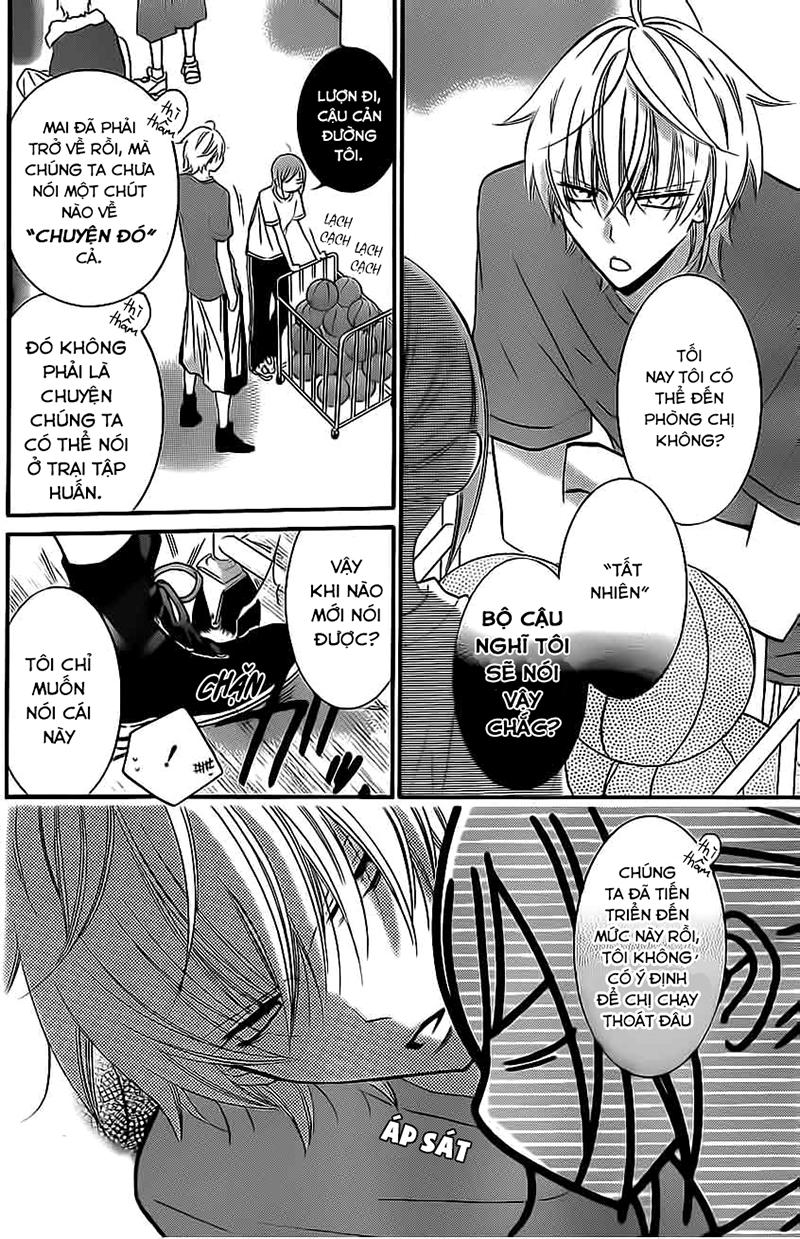 TỐI
NAY TÔI CÓ
THỂ ĐẾN
PHÒNG CHỊ
KHÔNG?
"TẤT
NHIÊN"
BỘ CẬU
NGHĨ TÔI
SẼ NÓI
VẬY
CHẮC?
LƯỢN ĐI,
CẬU CẢN
ĐƯỜNG
TÔI.
LẠCH
CẠCH LẠCH
CẠCH
thì
thầm
MAI ĐÃ PHẢI
TRỞ VỀ RỒI, MÀ
CHÚNG TA CHƯA
NÓI MỘT CHÚT
NÀO VỀ
"CHUYỆN ĐÓ"
CẢ.
thì
thầm
ĐÓ KHÔNG
PHẢI LÀ
CHUYỆN
CHÚNG TA
CÓ THỂ NÓI
Ở TRẠI TẬP
HUẤN.
VẬY
KHI NÀO
MỚI NÓI
ĐƯỢC?
CHẶN
TÔI CHỈ
MUỐN
NÓI CÁI
NÀY
!
thì
thầm
CHÚNG
TA ĐÃ TIẾN
TRIỂN ĐẾN
MỨC NÀY RỒI,
TÔI KHÔNG
CÓ Ý ĐỊNH
ĐỂ CHỊ CHẠY
THOÁT ĐÂU
ÁP SÁT